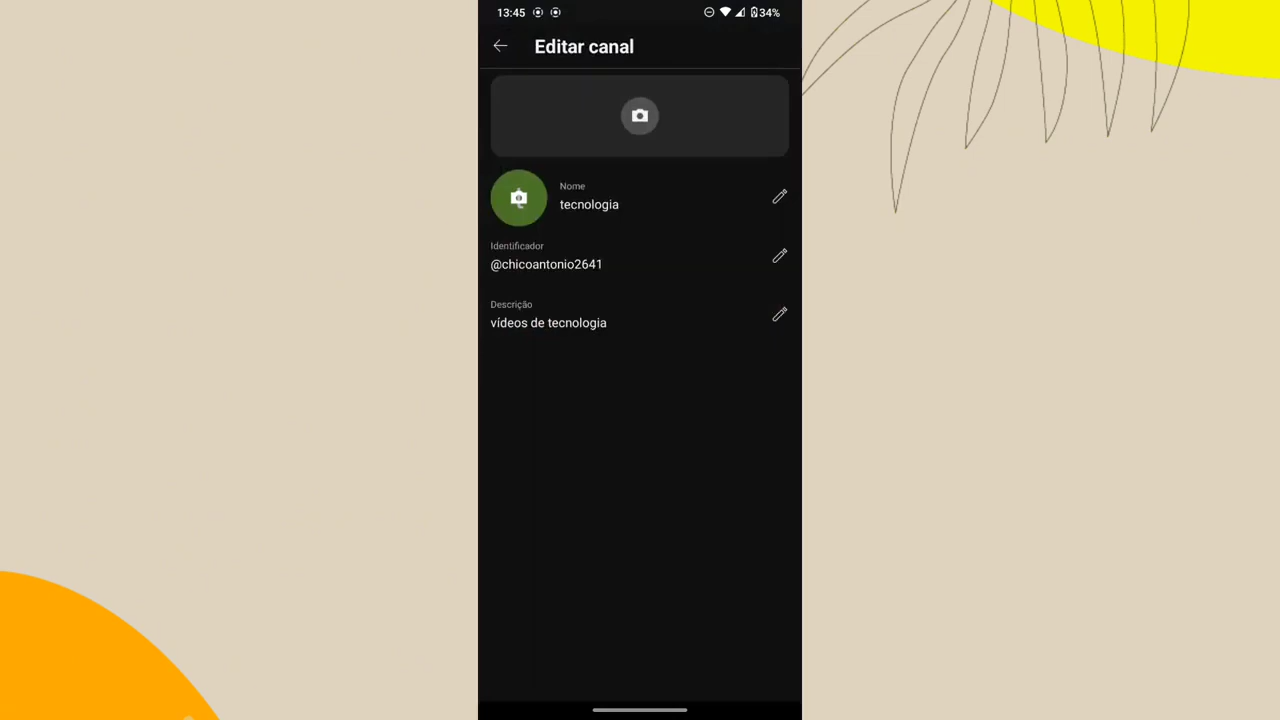 13:45
34%
Editar canal
Nome
tecnologia
Identificador
@chicoantonio2641
Descrição
vídeos de tecnologia